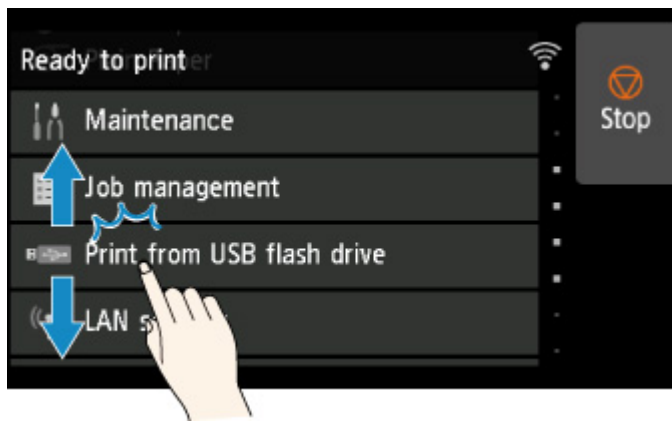 Ready to print
Maintenance
Stop
Job management
Print from USB flash drive
LAN s